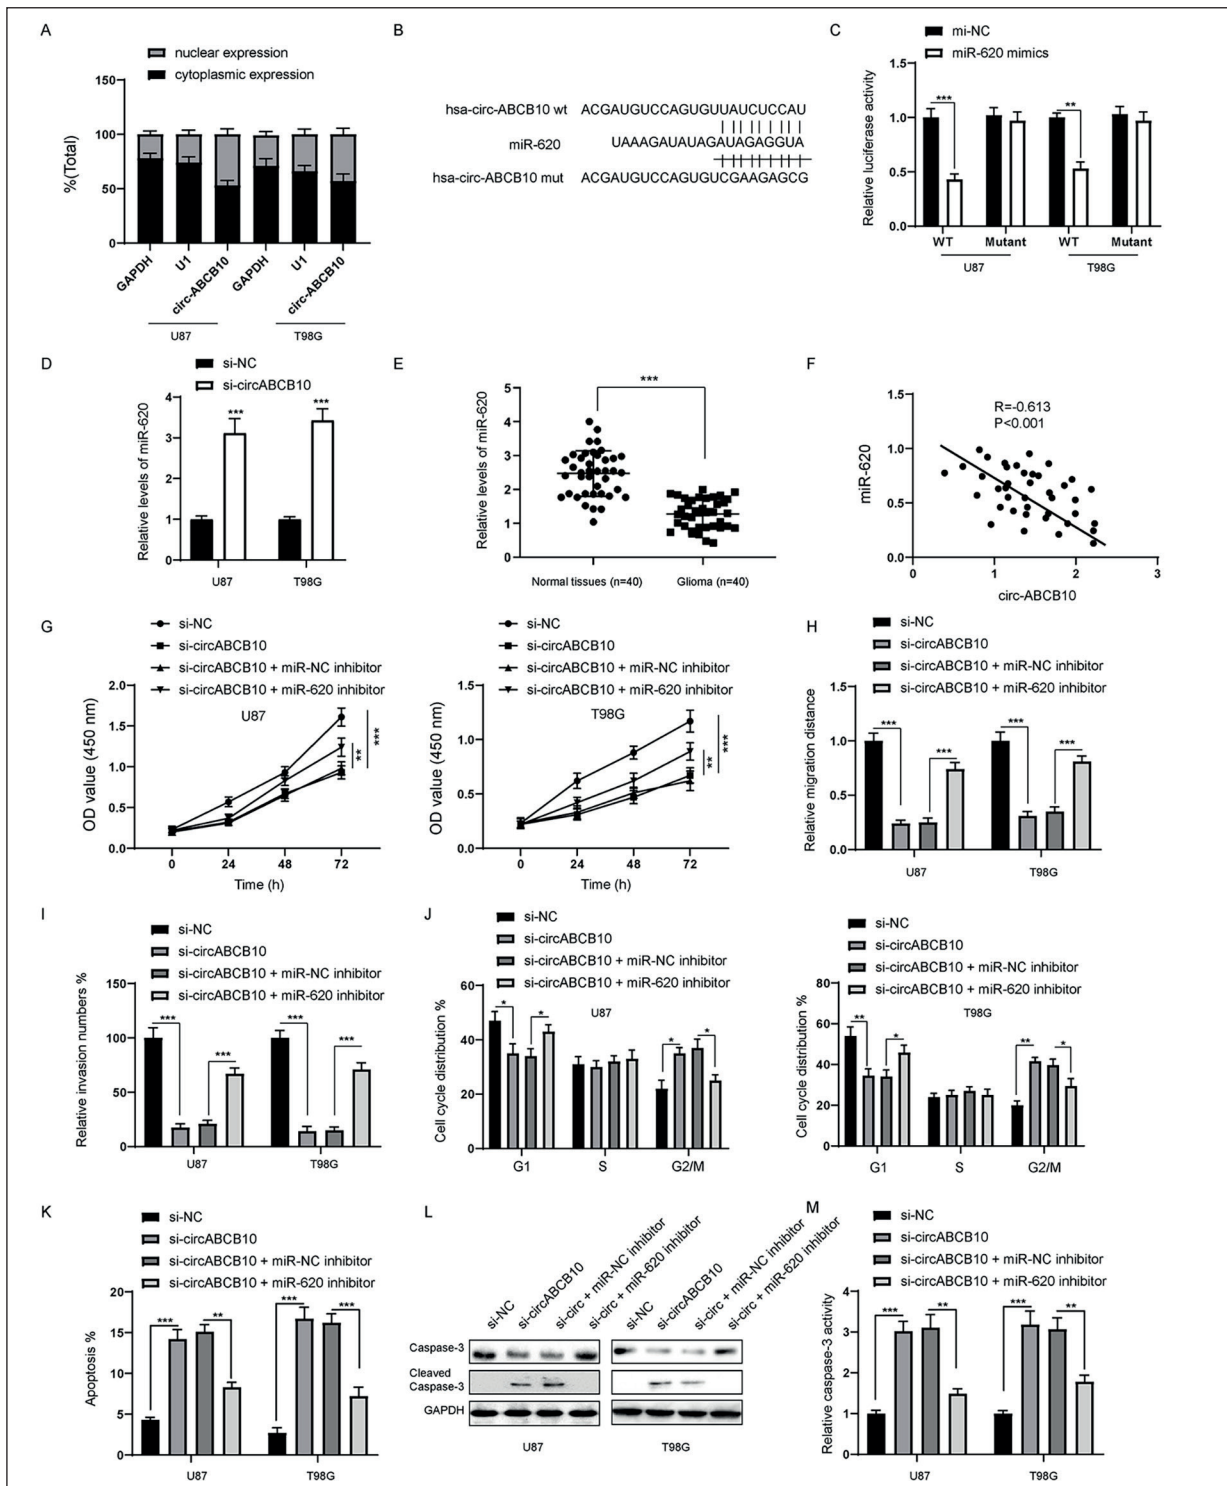 A
nuclear expression
cytoplasmic expression
%(Total)
150
100
50
0
GAPDH
U1
circ-ABCB10
GAPDH
U1
circ-ABCB10
U87
T98G
B
hsa-circ-ABCB10 wt ACGAUGUCCAGUGUUAUCUCCAU
miR-620 UAAAGAUAUAGAUAGAGGUA
hsa-circ-ABCB10 mut ACGAUGUCCAGUGUCGAAGAGCG
C
mi-NC
miR-620 mimics
Relative luciferase activity
1.5
1.0
0.5
0.0
***
**
WT
Mutant
WT
Mutant
U87
T98G
D
si-NC
si-circABCB10
Relative levels of miR-620
4
3
2
1
0
***
***
U87
T98G
E
Relative levels of miR-620
5
4
3
2
1
0
***
Normal tissues (n=40)
Glioma (n=40)
F
miR-620
1.5
1.0
0.5
0.0
R=-0.613
P<0.001
0
1
2
3
circ-ABCB10
G
si-NC
si-circABCB10
si-circABCB10 + miR-NC inhibitor
si-circABCB10 + miR-620 inhibitor
OD value (450 nm)
2.0
1.5
1.0
0.5
0.0
U87
**
***
0
24
48
72
Time (h)
si-NC
si-circABCB10
si-circABCB10 + miR-NC inhibitor
si-circABCB10 + miR-620 inhibitor
OD value (450 nm)
1.5
1.0
0.5
0.0
T98G
**
***
0
24
48
72
Time (h)
H
si-NC
si-circABCB10
si-circABCB10 + miR-NC inhibitor
si-circABCB10 + miR-620 inhibitor
Relative migration distance
1.5
1.0
0.5
0.0
***
***
***
***
U87
T98G
I
si-NC
si-circABCB10
si-circABCB10 + miR-NC inhibitor
si-circABCB10 + miR-620 inhibitor
Relative invasion numbers %
150
100
50
0
***
***
***
***
U87
T98G
J
si-NC
si-circABCB10
si-circABCB10 + miR-NC inhibitor
si-circABCB10 + miR-620 inhibitor
Cell cycle distribution %
60
40
20
0
U87
*
*
*
*
G1
S
G2/M
si-NC
si-circABCB10
si-circABCB10 + miR-NC inhibitor
si-circABCB10 + miR-620 inhibitor
Cell cycle distribution %
80
60
40
20
0
T98G
**
*
**
*
G1
S
G2/M
K
si-NC
si-circABCB10
si-circABCB10 + miR-NC inhibitor
si-circABCB10 + miR-620 inhibitor
Apoptosis %
20
15
10
5
0
***
**
***
***
U87
T98G
L
si-NC
si-circABCB10
si-circ + miR-NC inhibitor
si-circ + miR-620 inhibitor
si-NC
si-circABCB10
si-circ + miR-NC inhibitor
si-circ + miR-620 inhibitor
Caspase-3
Cleaved
Caspase-3
GAPDH
U87
T98G
M
si-NC
si-circABCB10
si-circABCB10 + miR-NC inhibitor
si-circABCB10 + miR-620 inhibitor
Relative caspase-3 activity
4
3
2
1
0
***
**
***
**
U87
T98G